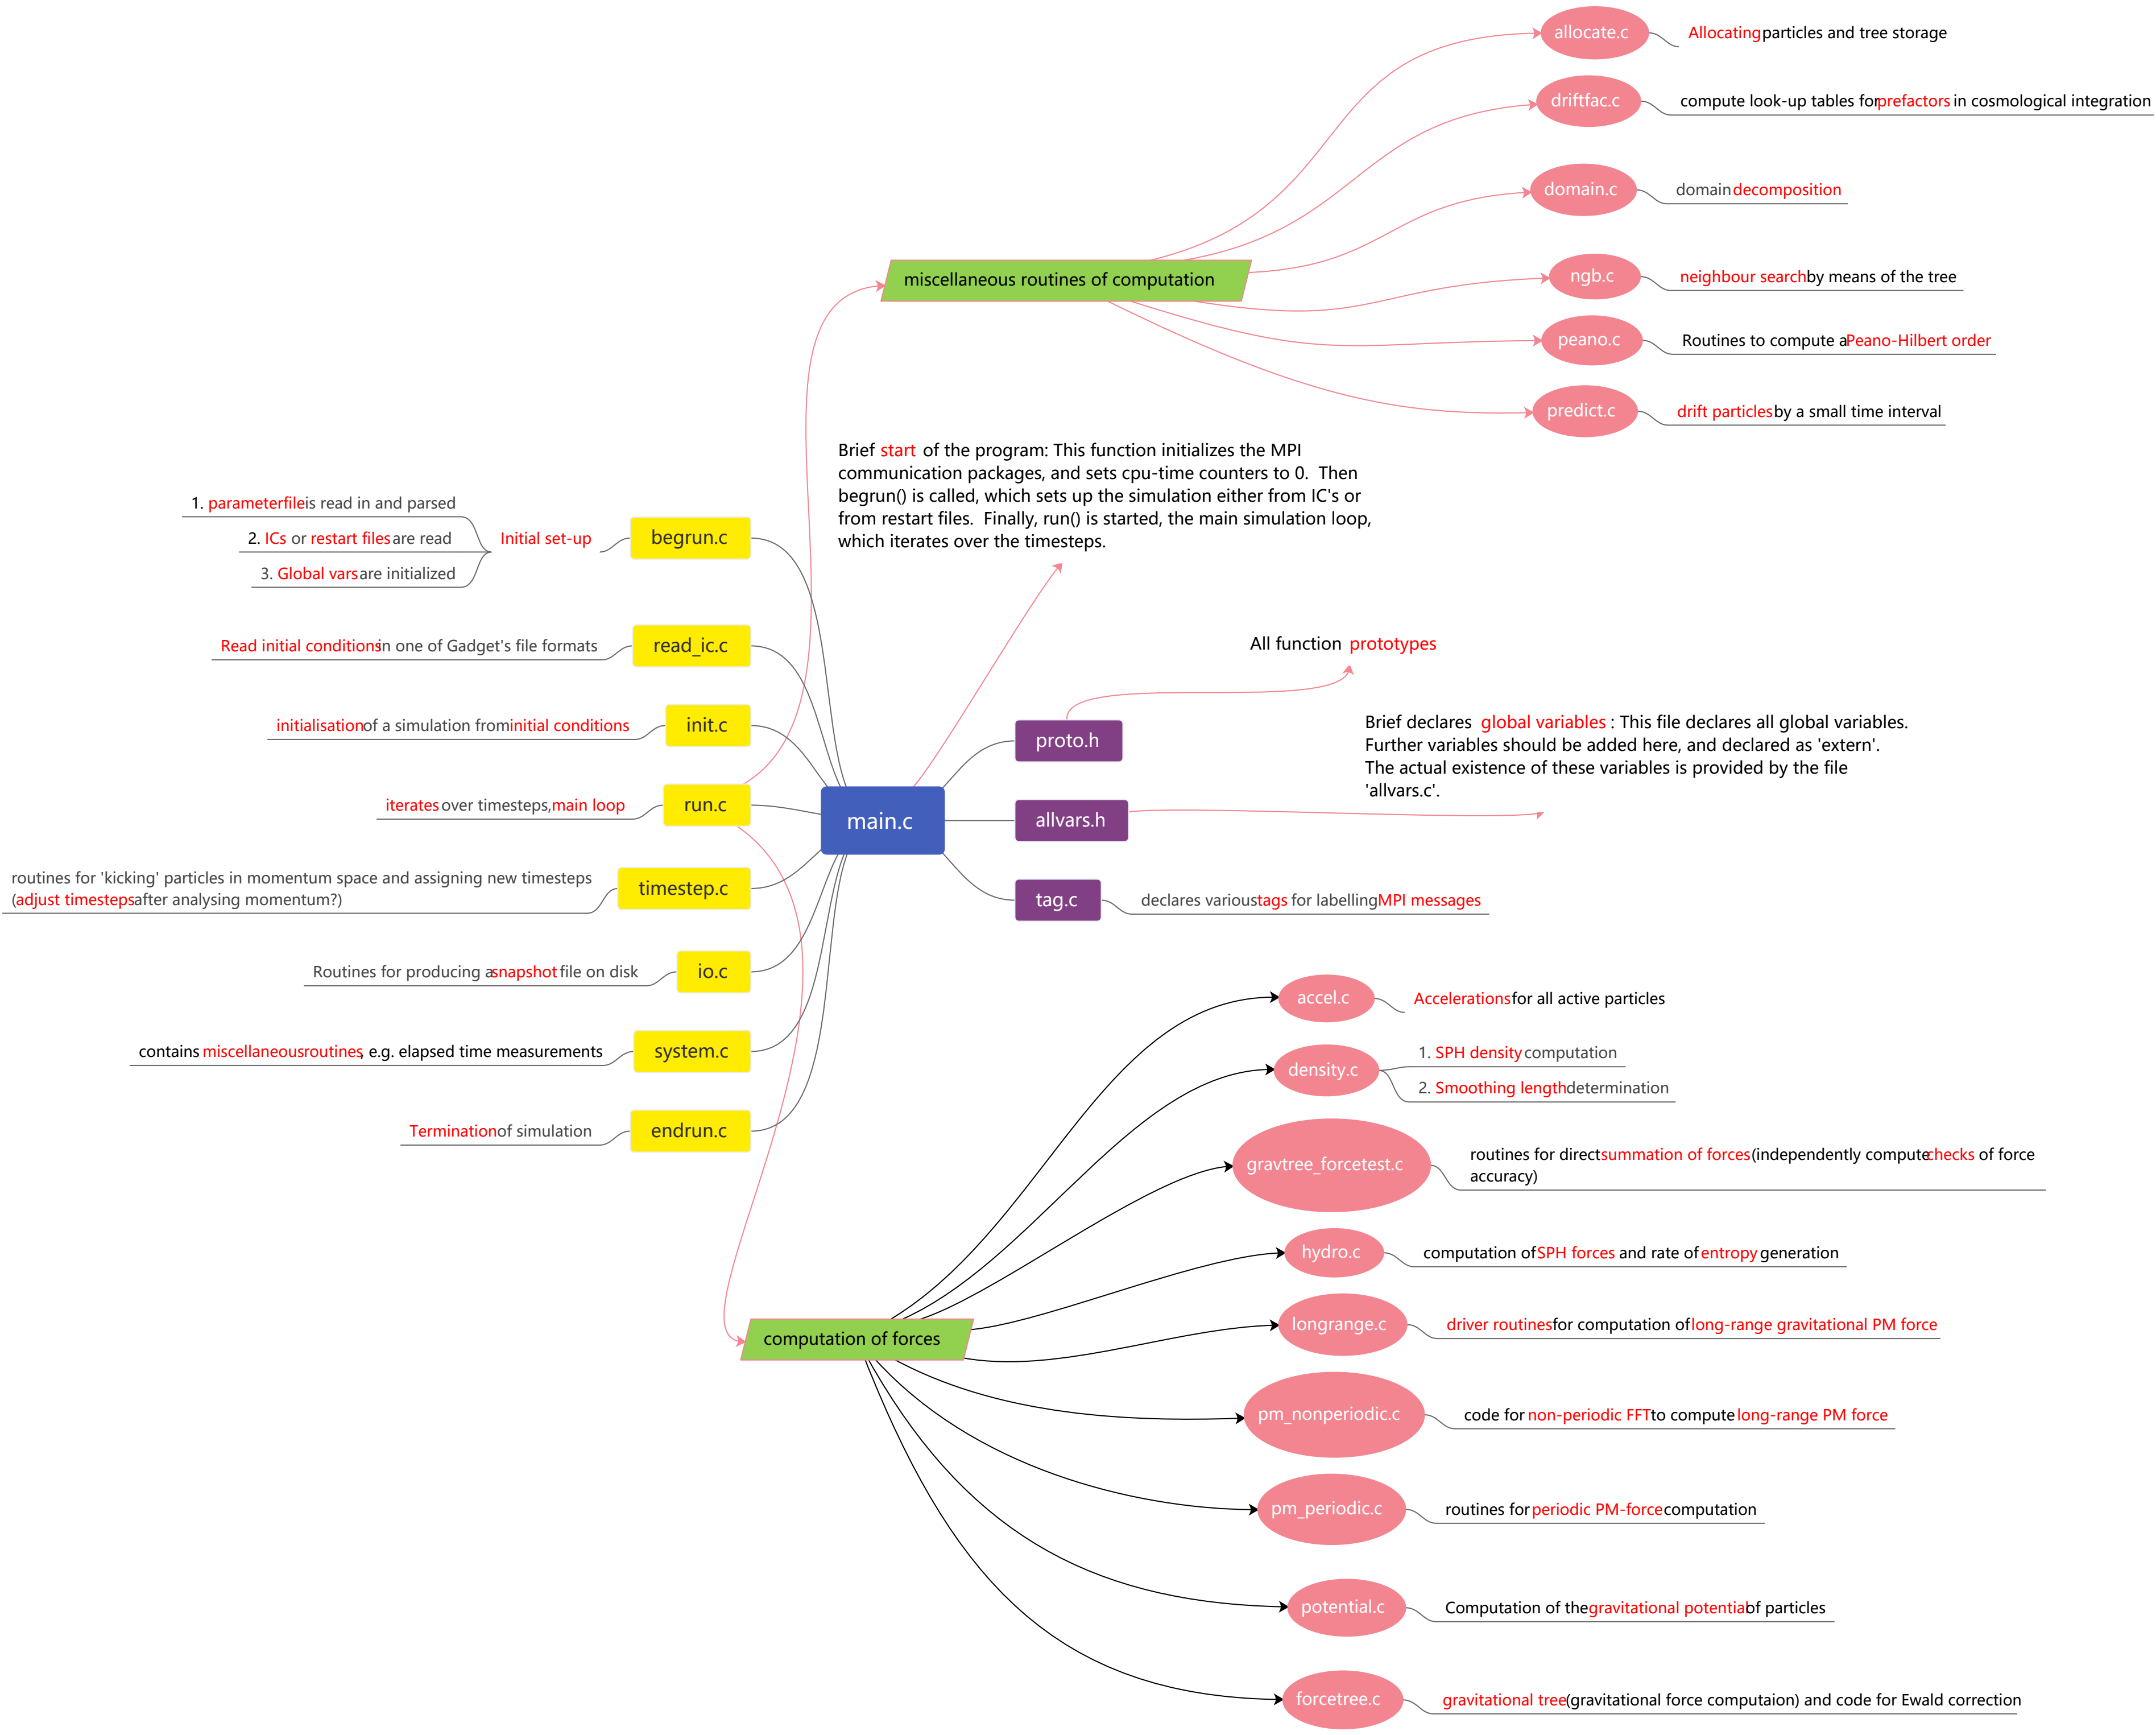 allocate.c
Allocating particles and tree storage
driftfac.c
compute look-up tables for prefactors in cosmological integration
domain.c
domain decomposition
miscellaneous routines of computation
ngb.c
neighbour search by means of the tree
peano.c
Routines to compute a Peano-Hilbert order
predict.c
drift particles by a small time interval
Brief start of the program: This function initializes the MPI
communication packages, and sets cpu-time counters to 0. Then
begrun() is called, which sets up the simulation either from IC's or
from restart files. Finally, run() is started, the main simulation loop,
which iterates over the timesteps.
1. parameterfile is read in and parsed
2. ICs or restart files are read
3. Global vars are initialized
Initial set-up
begrun.c
Read initial conditions in one of Gadget's file formats
read_ic.c
All function prototypes
initialisation of a simulation from initial conditions
init.c
proto.h
Brief declares global variables : This file declares all global variables.
Further variables should be added here, and declared as 'extern'.
The actual existence of these variables is provided by the file
'allvars.c'.
iterates over timesteps, main loop
run.c
main.c
allvars.h
routines for 'kicking' particles in momentum space and assigning new timesteps
(adjust timesteps after analysing momentum?)
timestep.c
tag.c
declares various tags for labelling MPI messages
Routines for producing a snapshot file on disk
io.c
contains miscellaneousroutines, e.g. elapsed time measurements
system.c
Termination of simulation
endrun.c
accel.c
Accelerations for all active particles
density.c
1. SPH density computation
2. Smoothing length determination
gravtree_forcetest.c
routines for direct summation of forces (independently compute checks of force
accuracy)
hydro.c
computation of SPH forces and rate of entropy generation
computation of forces
longrange.c
driver routines for computation of long-range gravitational PM force
pm_nonperiodic.c
code for non-periodic FFT to compute long-range PM force
pm_periodic.c
routines for periodic PM-force computation
potential.c
Computation of the gravitational potential of particles
forcetree.c
gravitational tree (gravitational force computaion) and code for Ewald correction